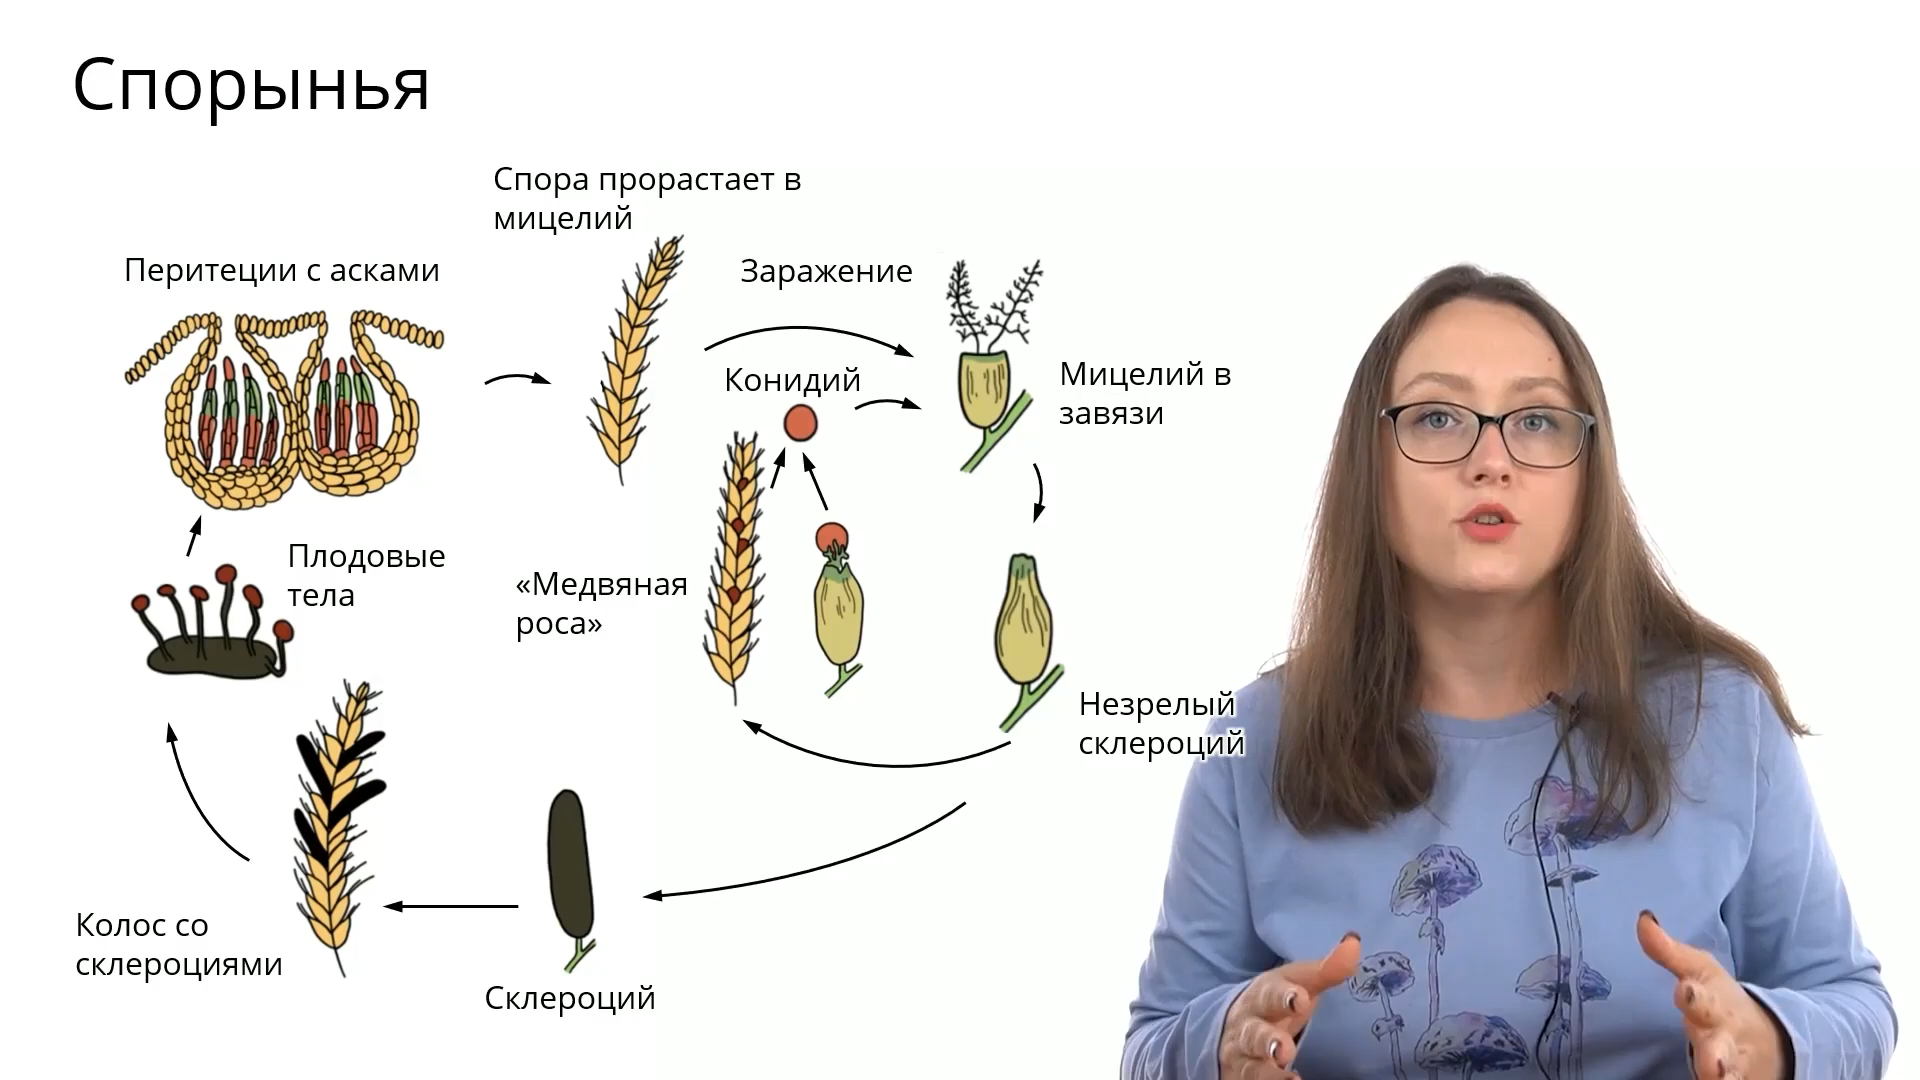 Спорынья
Спора прорастает в
мицелий
Перитеции с асками
Заражение
Конидий
Мицелий в
завязи
Плодовые
тела
«Медвяная
роса»
Незрелый
склероций
Колос со
склероциями
Склероций